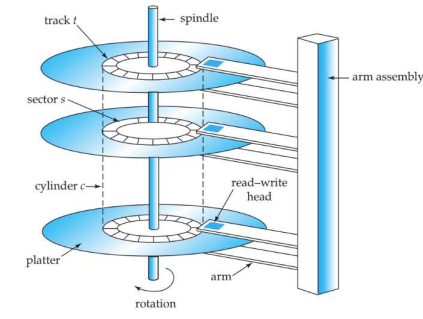 track t
spindle
arm assembly
sector s
cylinder c
read–write
head
platter
arm
rotation